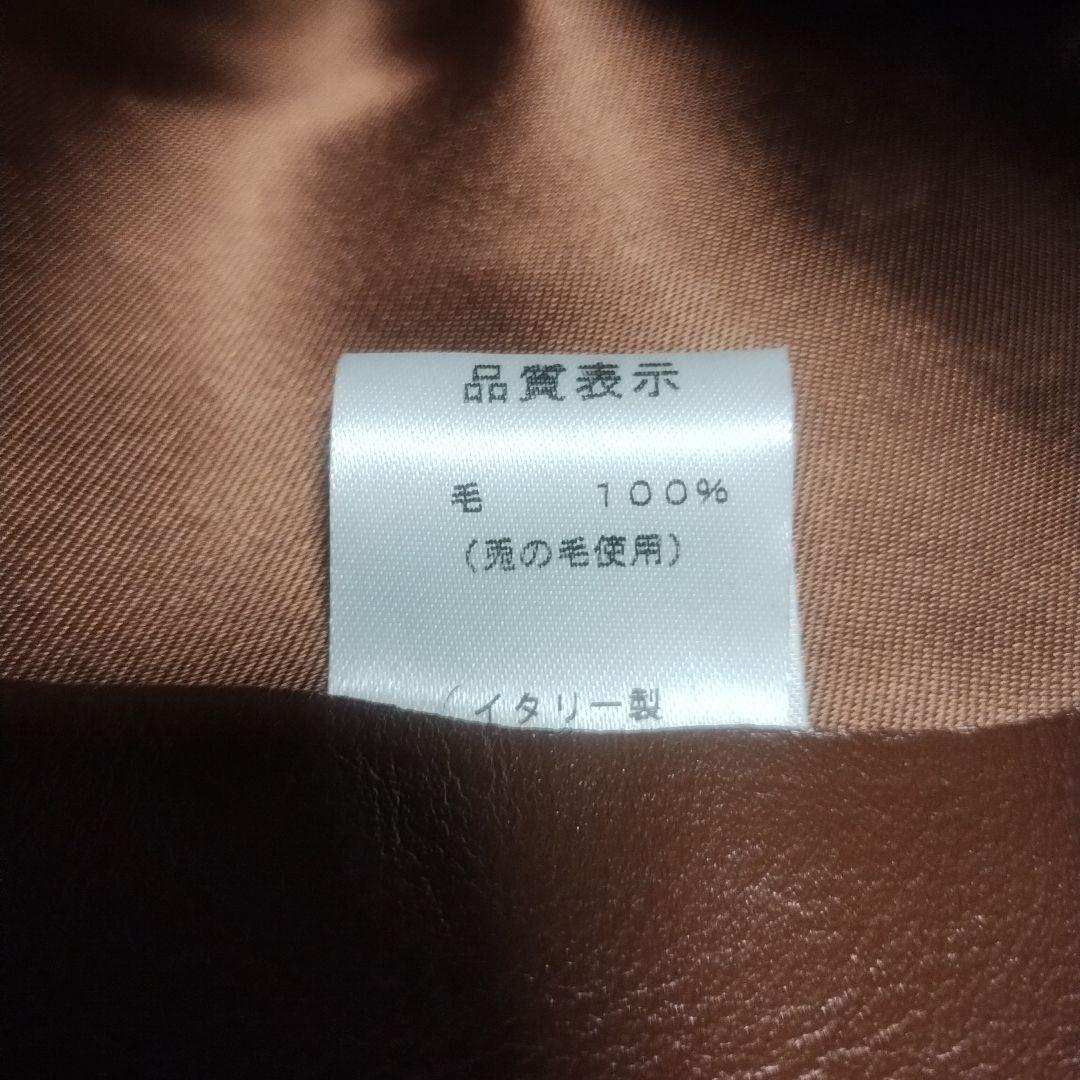 品質表示
毛 100%
(兎の毛使用)
(イタリー製